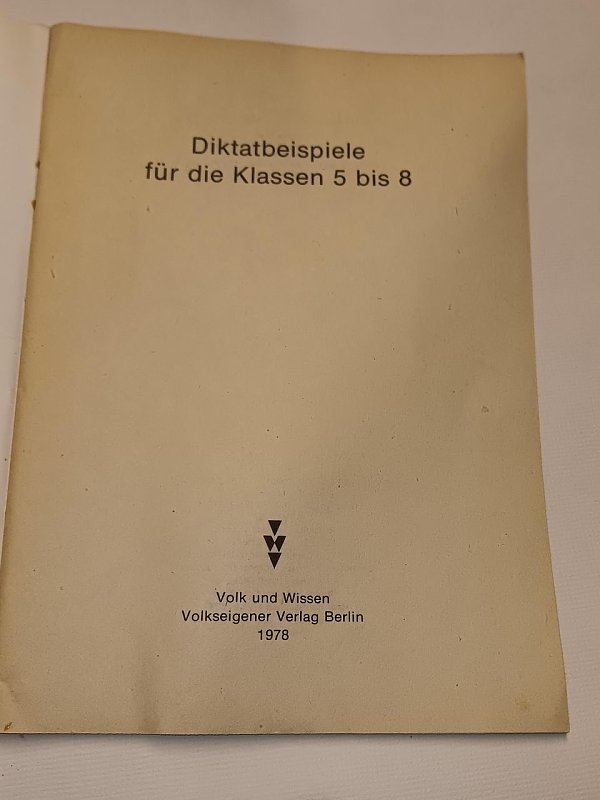 Diktatbeispiele
für die Klassen 5 bis 8
Volk und Wissen
Volkseigener Verlag Berlin
1978